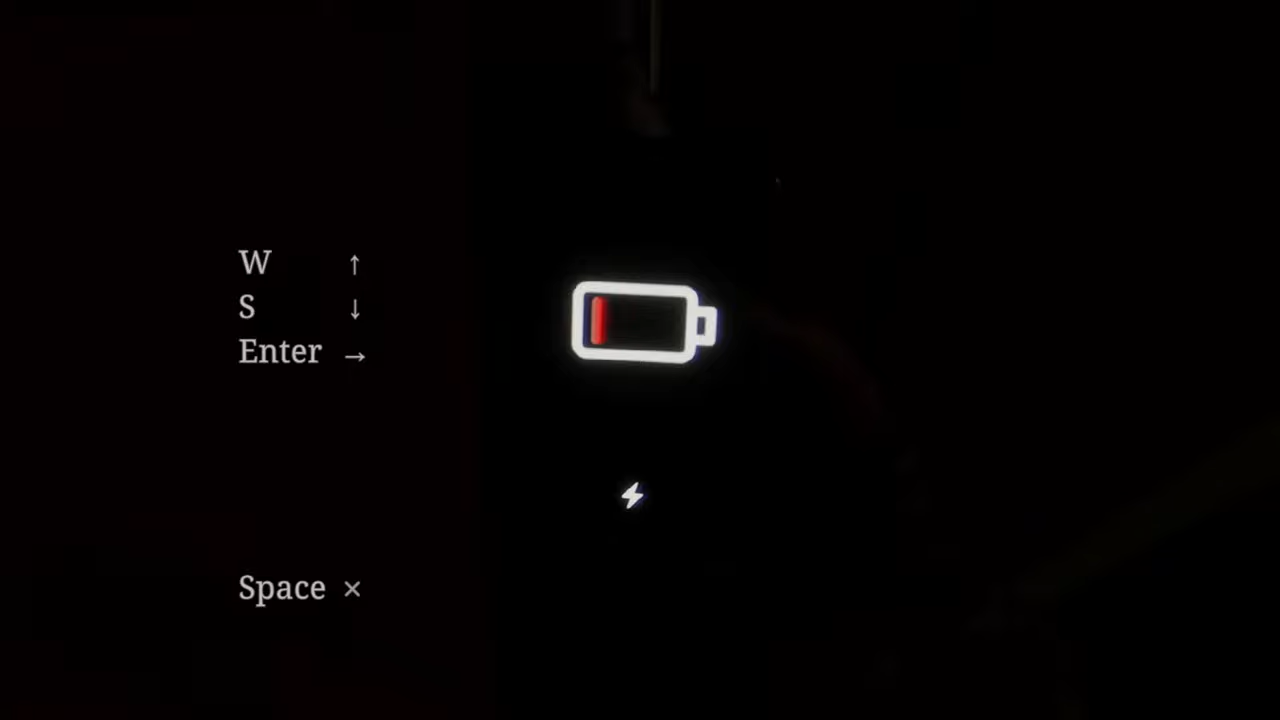 W ↑
S ↓
Enter →
Space ×